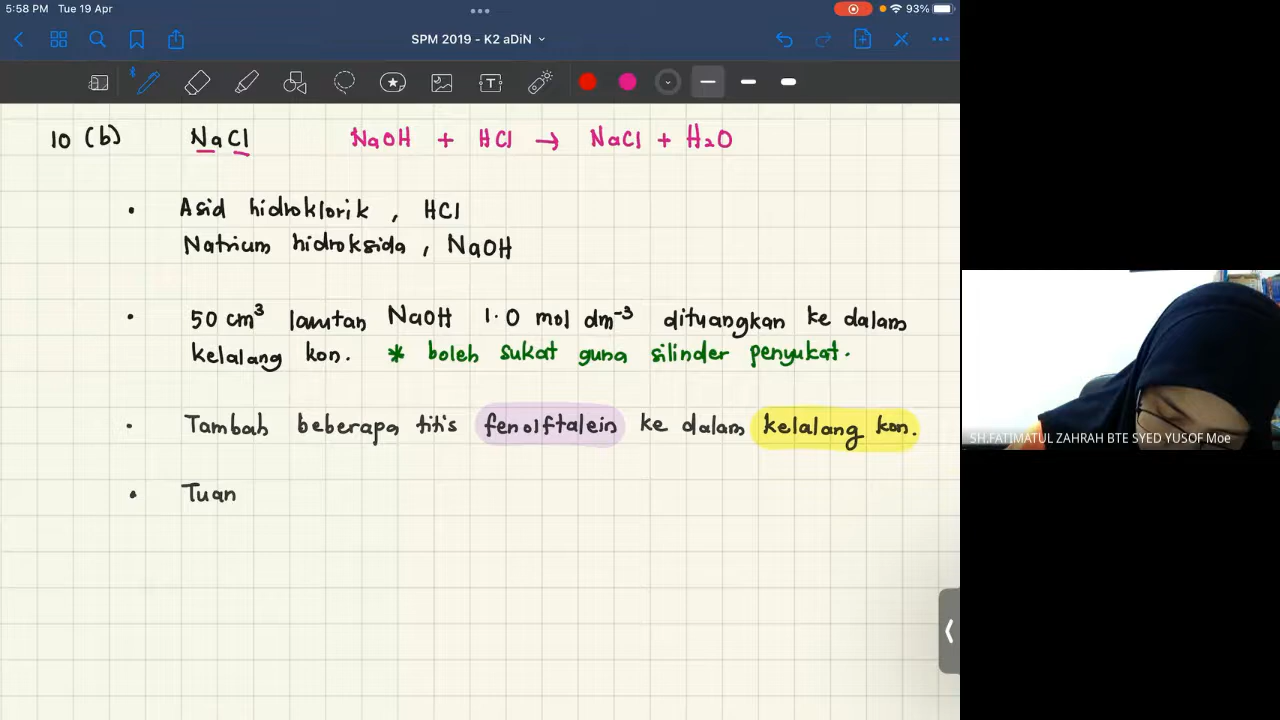 5:58 PM Tue 19 Apr
93%
SPM 2019 - K2 aDiN
10 (b) NaCl NaOH + HCl → NaCl + H₂O
• Asid hidroklorik , HCl
Natrium hidroksida , NaOH
• 50 cm³ larutan NaOH 1.0 mol dm⁻³ dituangkan ke dalam
kelalang kon. * boleh sukat guna silinder penyukat.
• Tambah beberapa titis fenolftalein ke dalam kelalang kon.
• Tuan
SH.FATIMATUL ZAHRAH BTE SYED YUSOF Moe